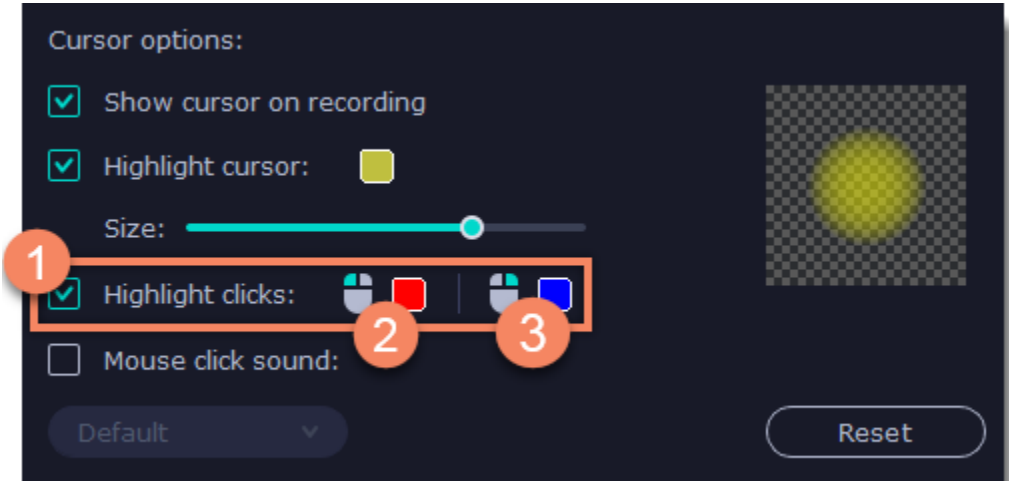 Cursor options:
Show cursor on recording
Highlight cursor:
Size:
1
Highlight clicks:
2
3
Mouse click sound:
Default
Reset